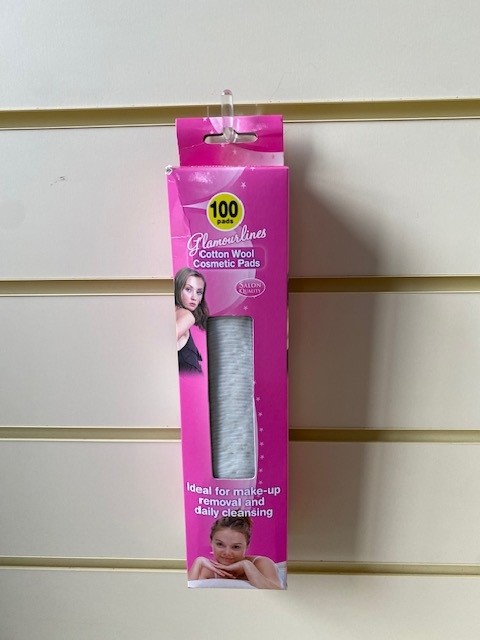 100
pads
Glamourlines
Cotton Wool
Cosmetic Pads
SALON
QUALITY
Ideal for make-up
removal and
daily cleansing